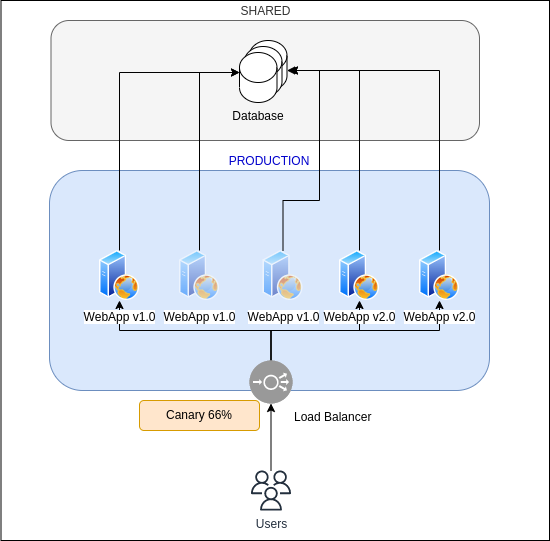 SHARED
Database
PRODUCTION
WebApp v1.0 WebApp v1.0 WebApp v1.0 WebApp v2.0 WebApp v2.0
Canary 66%
Load Balancer
Users